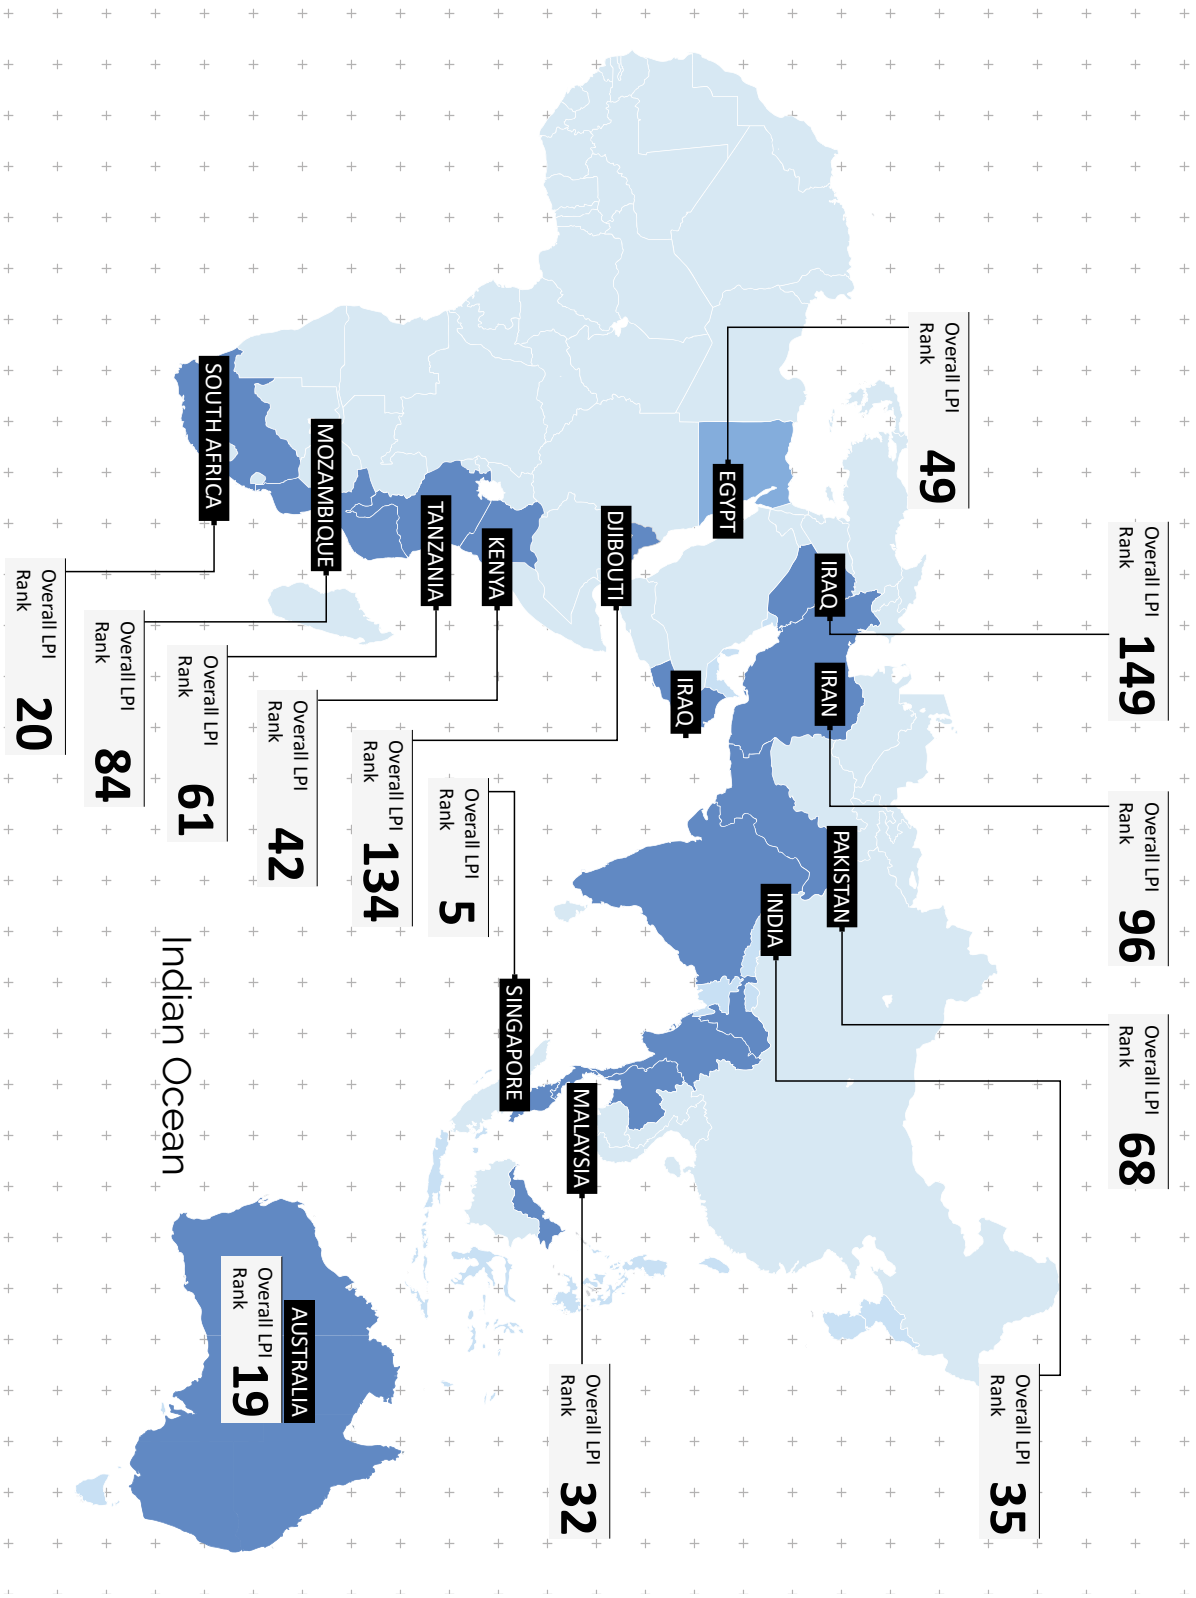 Overall LPI
Rank
49
EGYPT
Overall LPI
Rank
149
IRAQ
Overall LPI
Rank
96
IRAN
Overall LPI
Rank
68
PAKISTAN
Overall LPI
Rank
35
INDIA
IRAQ
DJIBOUTI
Overall LPI
Rank
134
KENYA
Overall LPI
Rank
42
TANZANIA
Overall LPI
Rank
61
MOZAMBIQUE
Overall LPI
Rank
84
SOUTH AFRICA
Overall LPI
Rank
20
Overall LPI
Rank
5
SINGAPORE
MALAYSIA
Overall LPI
Rank
32
Indian Ocean
AUSTRALIA
Overall LPI
Rank
19